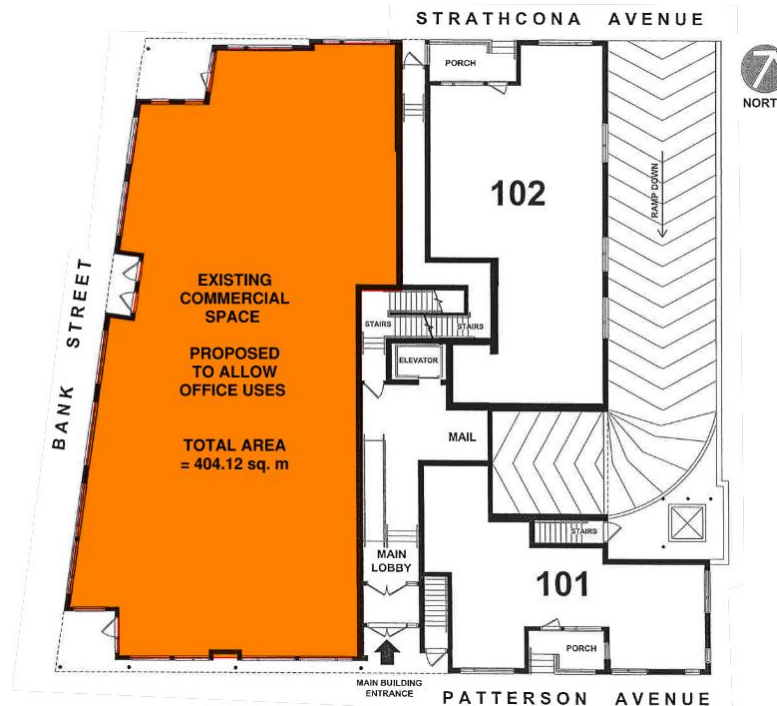 STRATHCONA AVENUE
PORCH
NORT
102
RAMP DOWN
EXISTING
COMMERCIAL
SPACE
PROPOSED
TO ALLOW
OFFICE USES
TOTAL AREA
= 404.12 sq. m
BANK STREET
STAIRS
STAIRS
ELEVATOR
MAIL
STAIRS
MAIN
LOBBY
101
PORCH
MAIN BUILDING
ENTRANCE
PATTERSON AVENUE